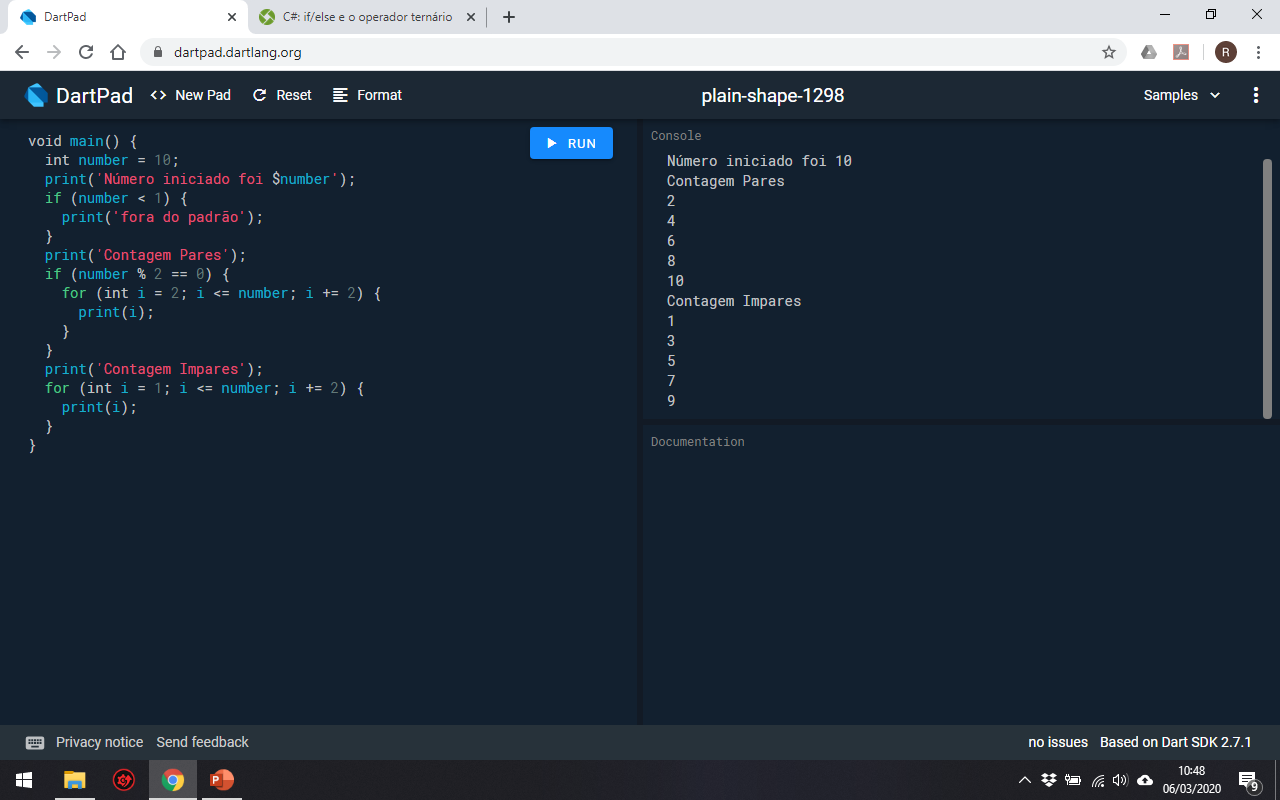 DartPad
C#: if/else e o operador ternário
dartpad.dartlang.org
R
DartPad
New Pad
Reset
Format
plain-shape-1298
Samples
RUN
void main() {
  int number = 10;
  print('Número iniciado foi $number');
  if (number < 1) {
    print('fora do padrão');
  }
  print('Contagem Pares');
  if (number % 2 == 0) {
    for (int i = 2; i <= number; i += 2) {
      print(i);
    }
  }
  print('Contagem Impares');
  for (int i = 1; i <= number; i += 2) {
    print(i);
  }
}
Console
Número iniciado foi 10
Contagem Pares
2
4
6
8
10
Contagem Impares
1
3
5
7
9
Documentation
Privacy notice
Send feedback
no issues
Based on Dart SDK 2.7.1
P
10:48
06/03/2020
9